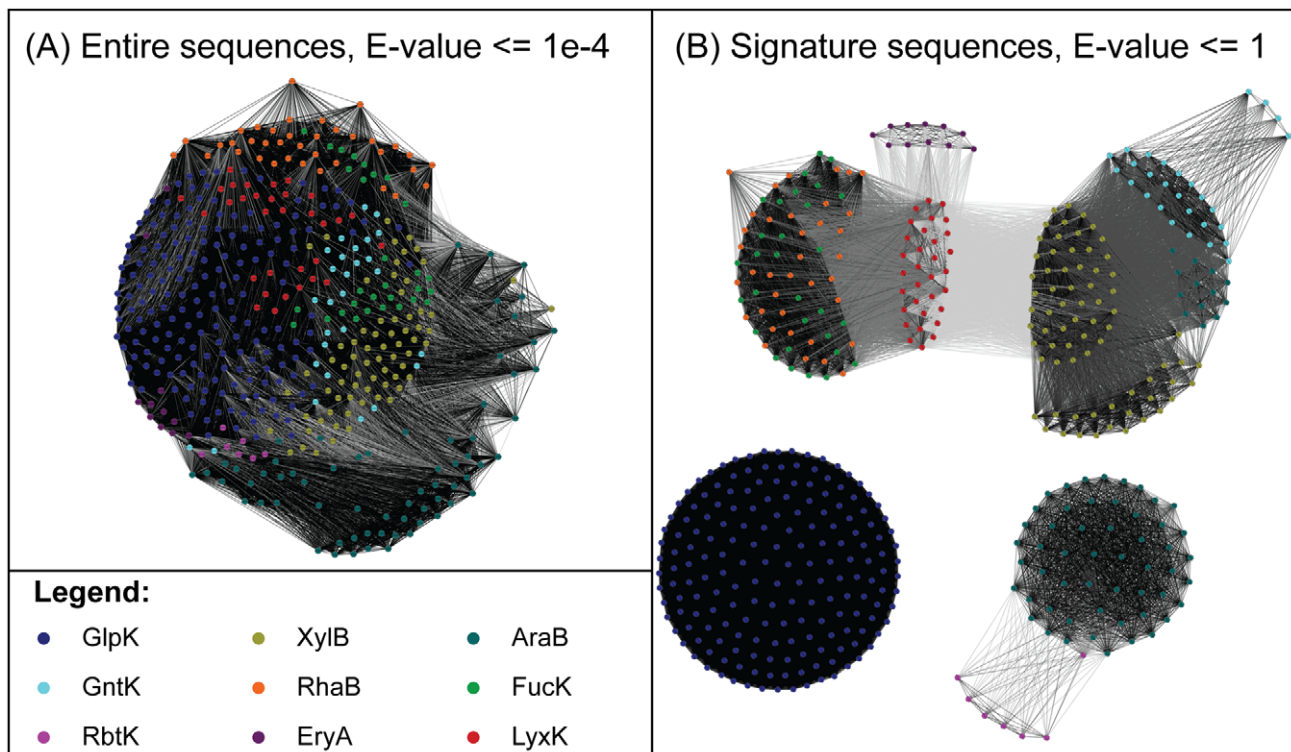 (A) Entire sequences, E-value <= 1e-4
(B) Signature sequences, E-value <= 1
Legend:
GlpK XylB AraB
GntK RhaB FucK
RbtK EryA LyxK